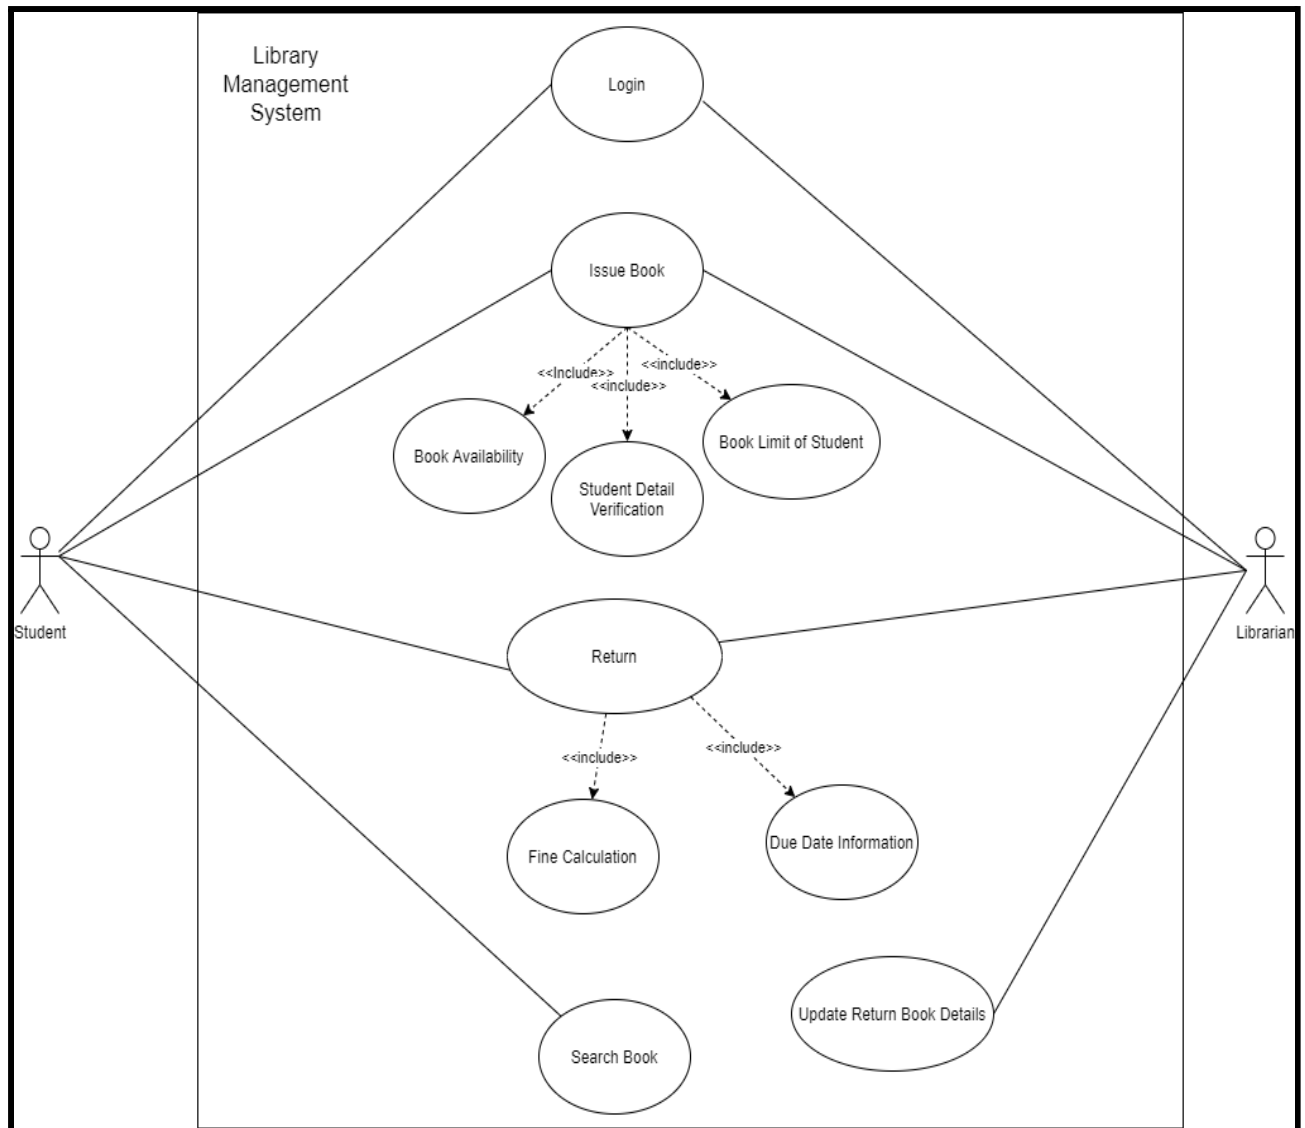 Library
Management
System
Login
Issue Book
<<Include>>
<<include>>
<<include>>
Book Availability
Student Detail
Verification
Book Limit of Student
Student
Librarian
Return
<<include>>
<<include>>
Fine Calculation
Due Date Information
Update Return Book Details
Search Book